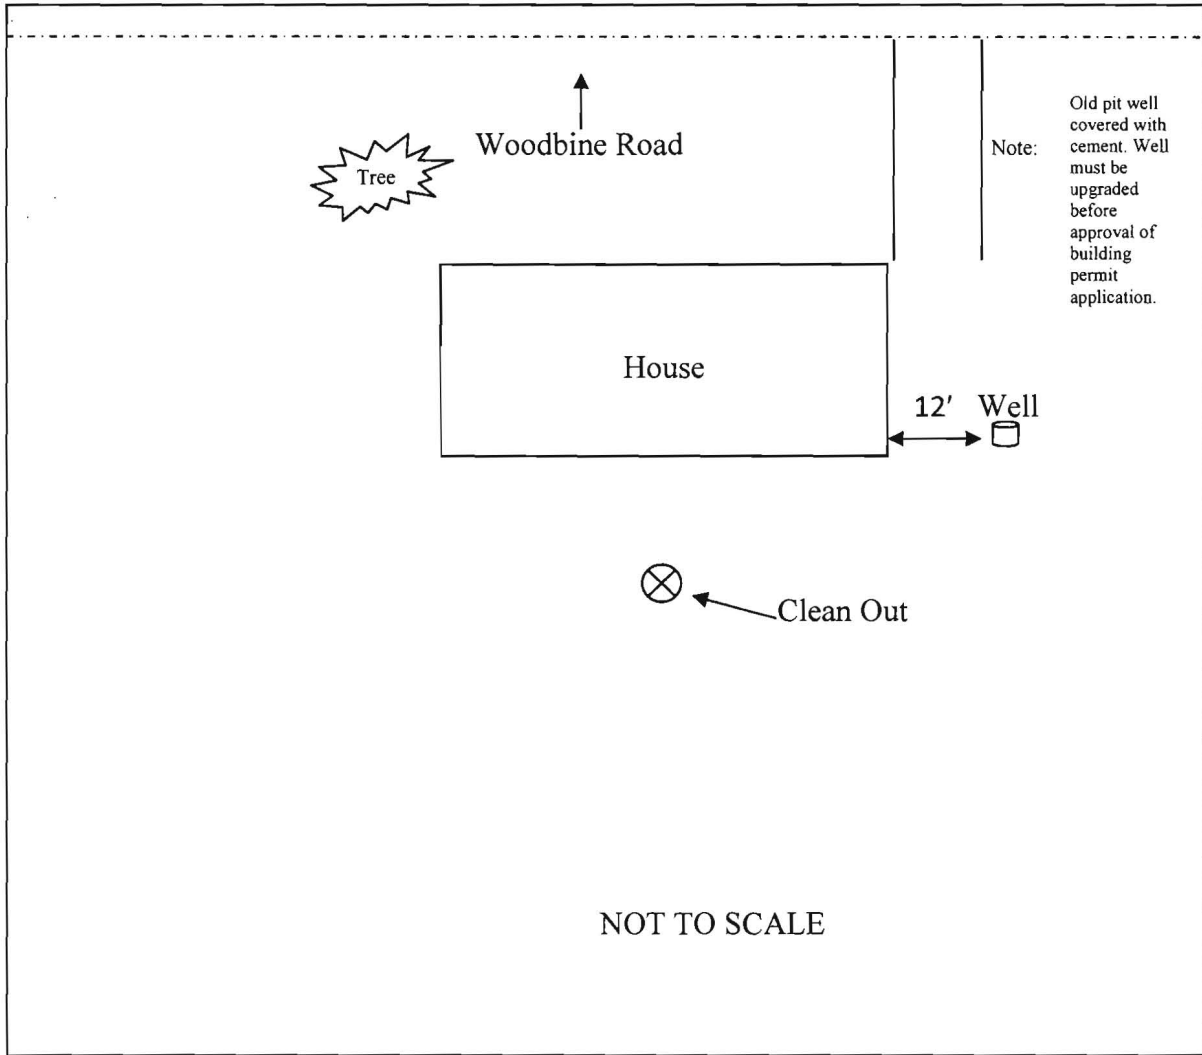 Woodbine Road
Tree
Note:
Old pit well
covered with
cement. Well
must be
upgraded
before
approval of
building
permit
application.
House
12' Well
Clean Out
NOT TO SCALE